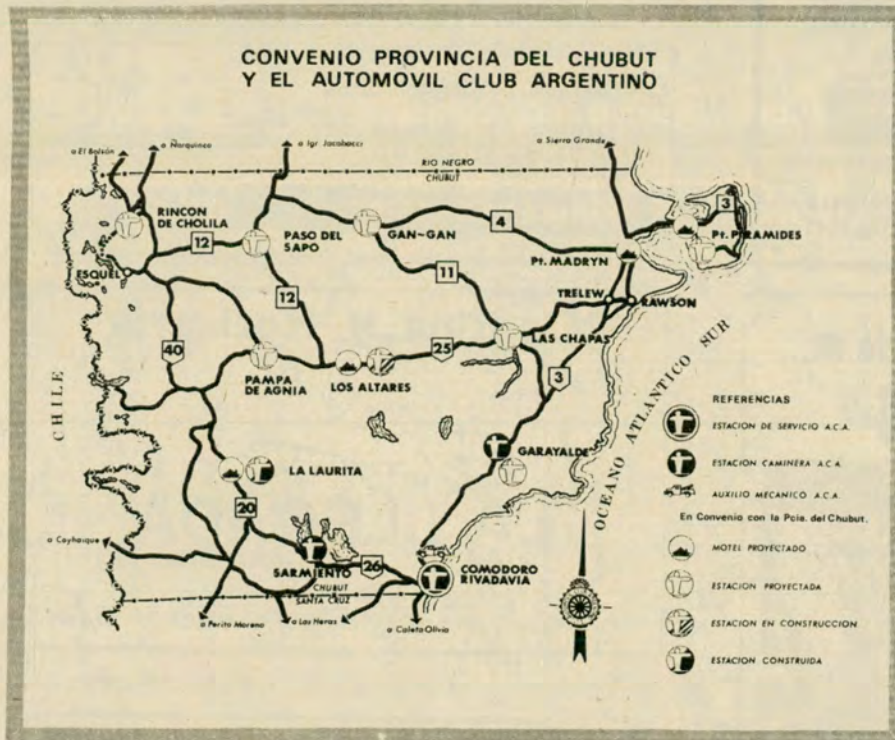 CONVENIO PROVINCIA DEL CHUBUT
Y EL AUTOMOVIL CLUB ARGENTINO
a El Bolsón
a Ñorquinco
a Igr. Jacobacci
a Sierra Grande
RIO NEGRO
CHUBUT
RINCON
DE CHOLILA
12
PASO DEL
SAPO
GAN-GAN
4
3
Pt. PIRAMIDES
Pt. MADRYN
ESQUEL
11
12
TRELEW
RAWSON
40
25
LAS CHAPAS
PAMPA
DE AGNIA
LOS ALTARES
3
CHILE
OCEANO ATLANTICO SUR
GARAYALDE
LA LAURITA
20
a Coyhaique
SARMIENTO
26
COMODORO
RIVADAVIA
CHUBUT
SANTA CRUZ
a Perito Moreno
a Las Heras
a Caleta Olivia
REFERENCIAS
ESTACION DE SERVICIO A.C.A.
ESTACION CAMINERA A.C.A.
AUXILIO MECANICO A.C.A.
En Convenio con la Pcia. del Chubut.
MOTEL PROYECTADO
ESTACION PROYECTADA
ESTACION EN CONSTRUCCION
ESTACION CONSTRUIDA